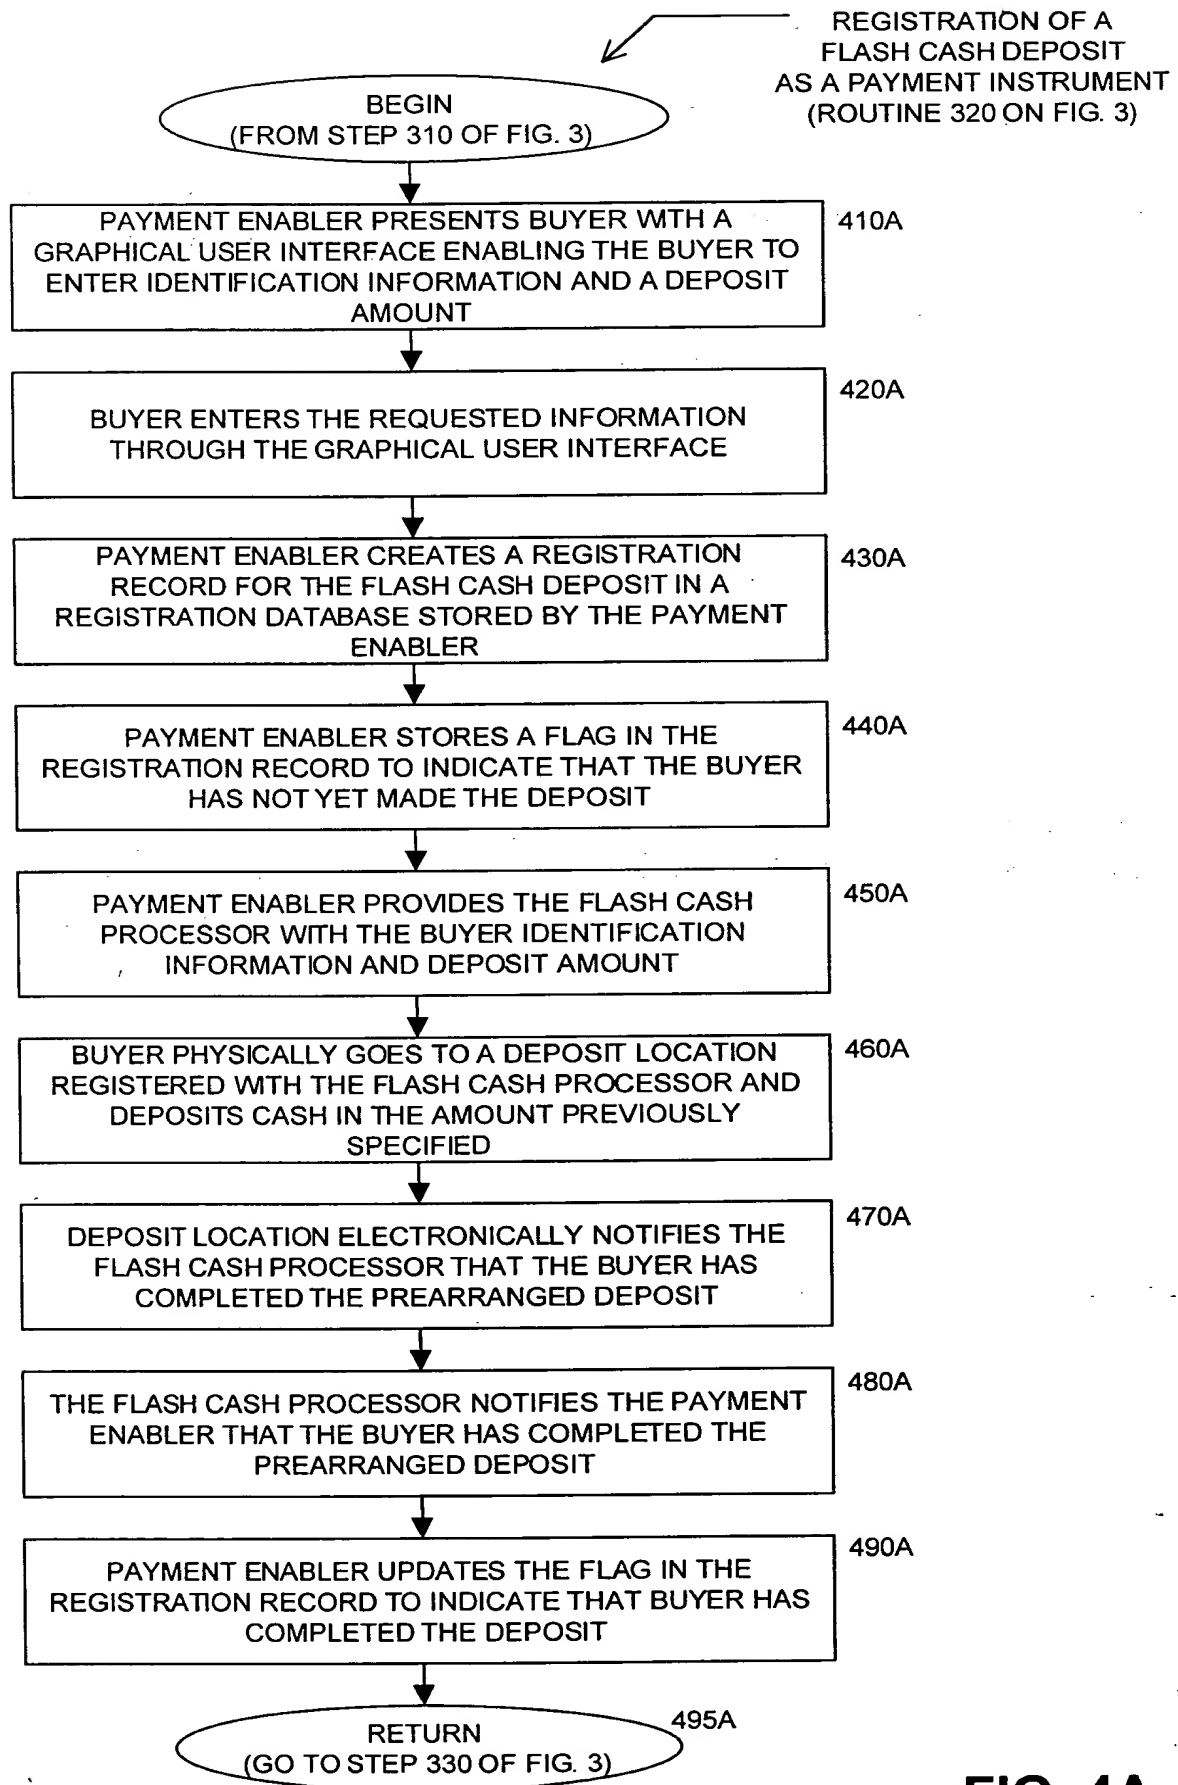 REGISTRATION OF A
FLASH CASH DEPOSIT
AS A PAYMENT INSTRUMENT
(ROUTINE 320 ON FIG. 3)
BEGIN
(FROM STEP 310 OF FIG. 3)
410A
PAYMENT ENABLER PRESENTS BUYER WITH A
GRAPHICAL USER INTERFACE ENABLING THE BUYER TO
ENTER IDENTIFICATION INFORMATION AND A DEPOSIT
AMOUNT
420A
BUYER ENTERS THE REQUESTED INFORMATION
THROUGH THE GRAPHICAL USER INTERFACE
430A
PAYMENT ENABLER CREATES A REGISTRATION
RECORD FOR THE FLASH CASH DEPOSIT IN A
REGISTRATION DATABASE STORED BY THE PAYMENT
ENABLER
440A
PAYMENT ENABLER STORES A FLAG IN THE
REGISTRATION RECORD TO INDICATE THAT THE BUYER
HAS NOT YET MADE THE DEPOSIT
450A
PAYMENT ENABLER PROVIDES THE FLASH CASH
PROCESSOR WITH THE BUYER IDENTIFICATION
INFORMATION AND DEPOSIT AMOUNT
460A
BUYER PHYSICALLY GOES TO A DEPOSIT LOCATION
REGISTERED WITH THE FLASH CASH PROCESSOR AND
DEPOSITS CASH IN THE AMOUNT PREVIOUSLY
SPECIFIED
470A
DEPOSIT LOCATION ELECTRONICALLY NOTIFIES THE
FLASH CASH PROCESSOR THAT THE BUYER HAS
COMPLETED THE PREARRANGED DEPOSIT
480A
THE FLASH CASH PROCESSOR NOTIFIES THE PAYMENT
ENABLER THAT THE BUYER HAS COMPLETED THE
PREARRANGED DEPOSIT
490A
PAYMENT ENABLER UPDATES THE FLAG IN THE
REGISTRATION RECORD TO INDICATE THAT BUYER HAS
COMPLETED THE DEPOSIT
495A
RETURN
(GO TO STEP 330 OF FIG. 3)
FIG. 4A